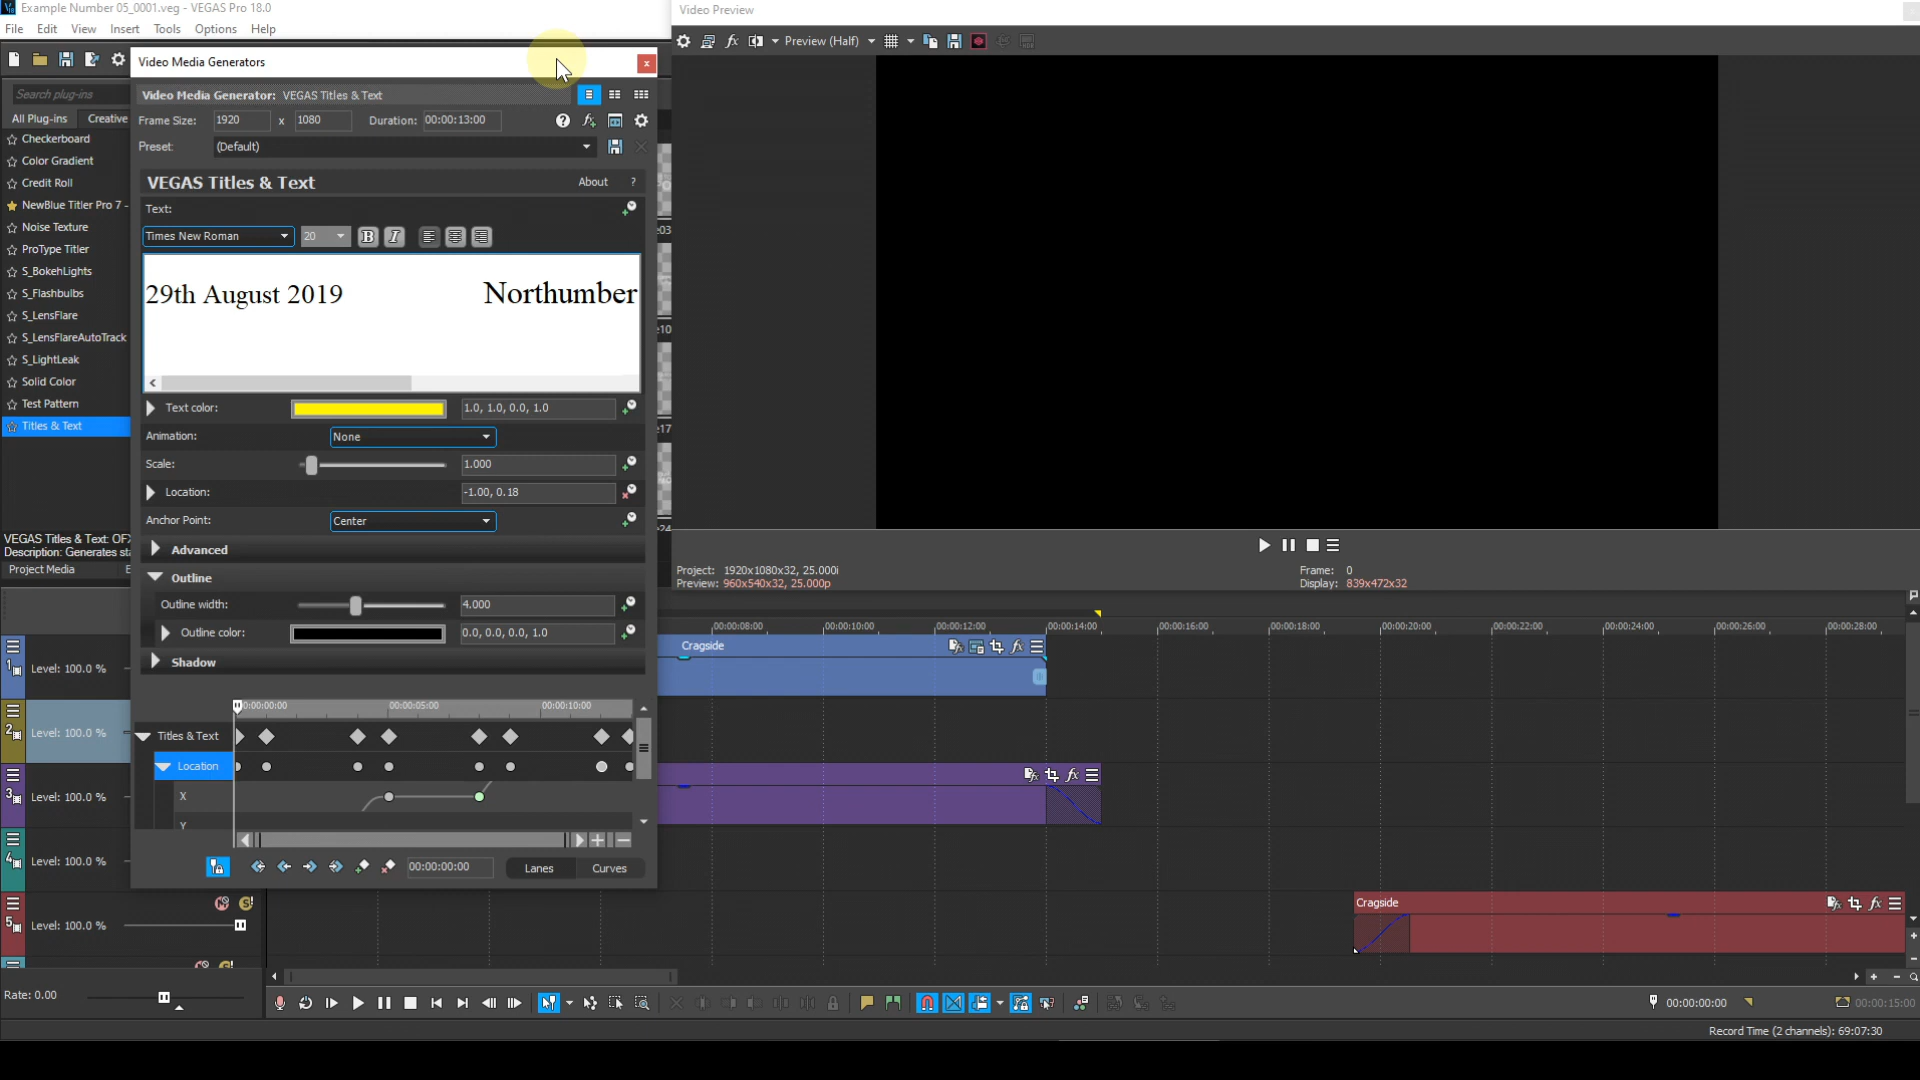 Example Number 05_0001.veg - VEGAS Pro 18.0
File Edit View Insert Tools Options Help
Search plug-ins
All Plug-ins Creative
Checkerboard
Color Gradient
Credit Roll
NewBlue Titler Pro 7 -
Noise Texture
ProType Titler
S_BokehLights
S_Flashbulbs
S_LensFlare
S_LensFlareAutoTrack
S_LightLeak
Solid Color
Test Pattern
Titles & Text
VEGAS Titles & Text: OFX
Description: Generates sta
Project Media
Video Media Generators
x
Video Media Generator: VEGAS Titles & Text
Frame Size: 1920 x 1080 Duration: 00:00:13:00
Preset: (Default)
VEGAS Titles & Text About ?
Text:
Times New Roman 20 B I
29th August 2019 Northumber
Text color: 1.0, 1.0, 0.0, 1.0
Animation: None
Scale: 1.000
Location: -1.00, 0.18
Anchor Point: Center
Advanced
Outline
Outline width: 4.000
Outline color: 0.0, 0.0, 0.0, 1.0
Shadow
00:00:00:00 00:00:05:00 00:00:10:00
Titles & Text
Location
X
Y
00:00:00:00 Lanes Curves
Video Preview
Preview (Half)
Project: 1920x1080x32, 25.000i
Preview: 960x540x32, 25.000p
Frame: 0
Display: 839x472x32
00:00:08:00 00:00:10:00 00:00:12:00 00:00:14:00 00:00:16:00 00:00:18:00 00:00:20:00 00:00:22:00 00:00:24:00 00:00:26:00 00:00:28:00
1 Level: 100.0 % Cragside
2 Level: 100.0 %
3 Level: 100.0 %
4 Level: 100.0 %
5 Level: 100.0 % Cragside
Rate: 0.00
00:00:00:00 00:00:15:00
Record Time (2 channels): 69:07:30